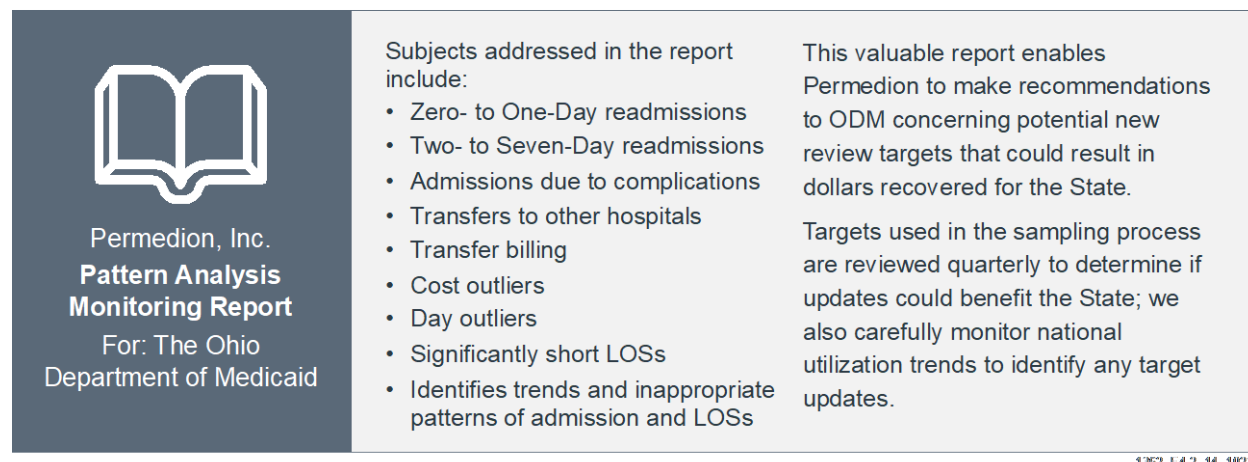 Permedion, Inc.
Pattern Analysis
Monitoring Report
For: The Ohio
Department of Medicaid
Subjects addressed in the report
include:
• Zero- to One-Day readmissions
• Two- to Seven-Day readmissions
• Admissions due to complications
• Transfers to other hospitals
• Transfer billing
• Cost outliers
• Day outliers
• Significantly short LOSs
• Identifies trends and inappropriate
patterns of admission and LOSs
This valuable report enables
Permedion to make recommendations
to ODM concerning potential new
review targets that could result in
dollars recovered for the State.
Targets used in the sampling process
are reviewed quarterly to determine if
updates could benefit the State; we
also carefully monitor national
utilization trends to identify any target
updates.